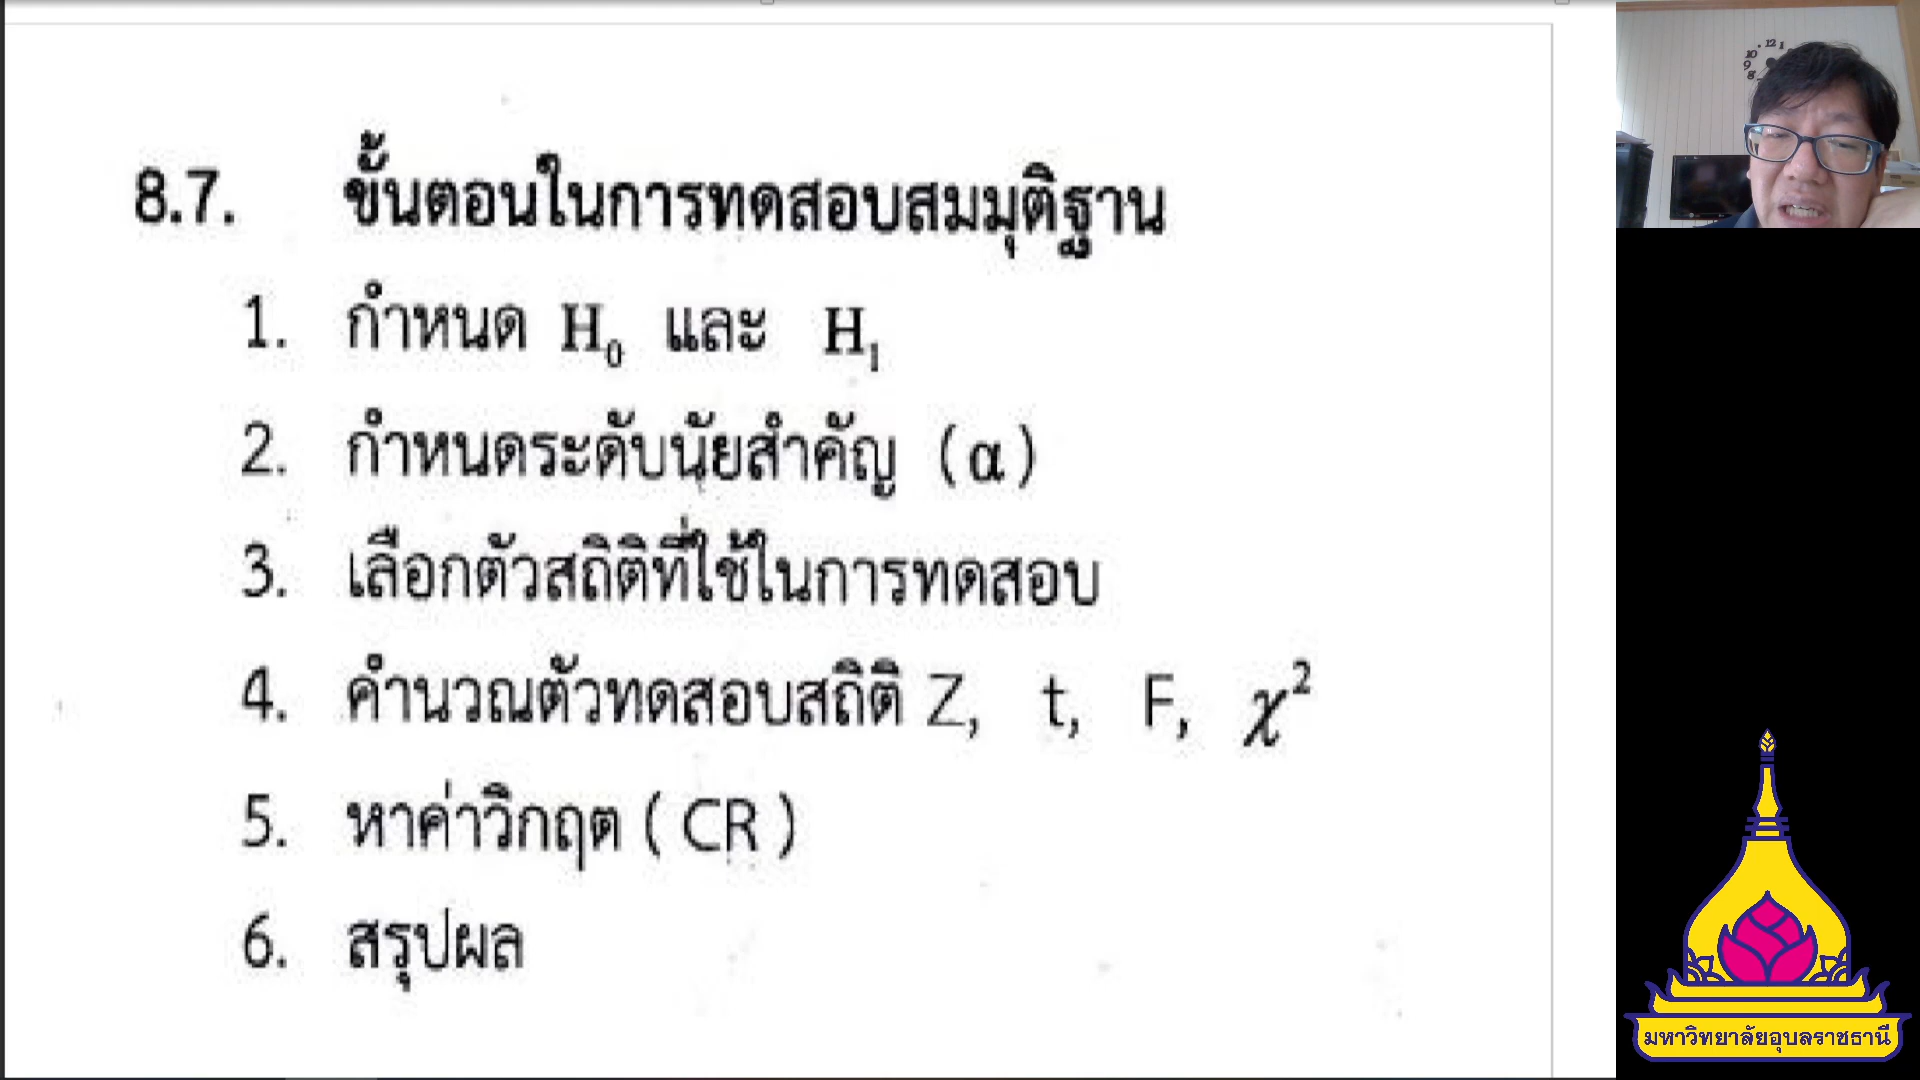 8.7. ขั้นตอนในการทดสอบสมมุติฐาน
1. กำหนด H₀ และ H₁
2. กำหนดระดับนัยสำคัญ (α)
3. เลือกตัวสถิติที่ใช้ในการทดสอบ
4. คำนวณตัวทดสอบสถิติ Z, t, F, χ²
5. หาค่าวิกฤต ( CR )
6. สรุปผล
10 12 1
9
8
มหาวิทยาลัยอุบลราชธานี